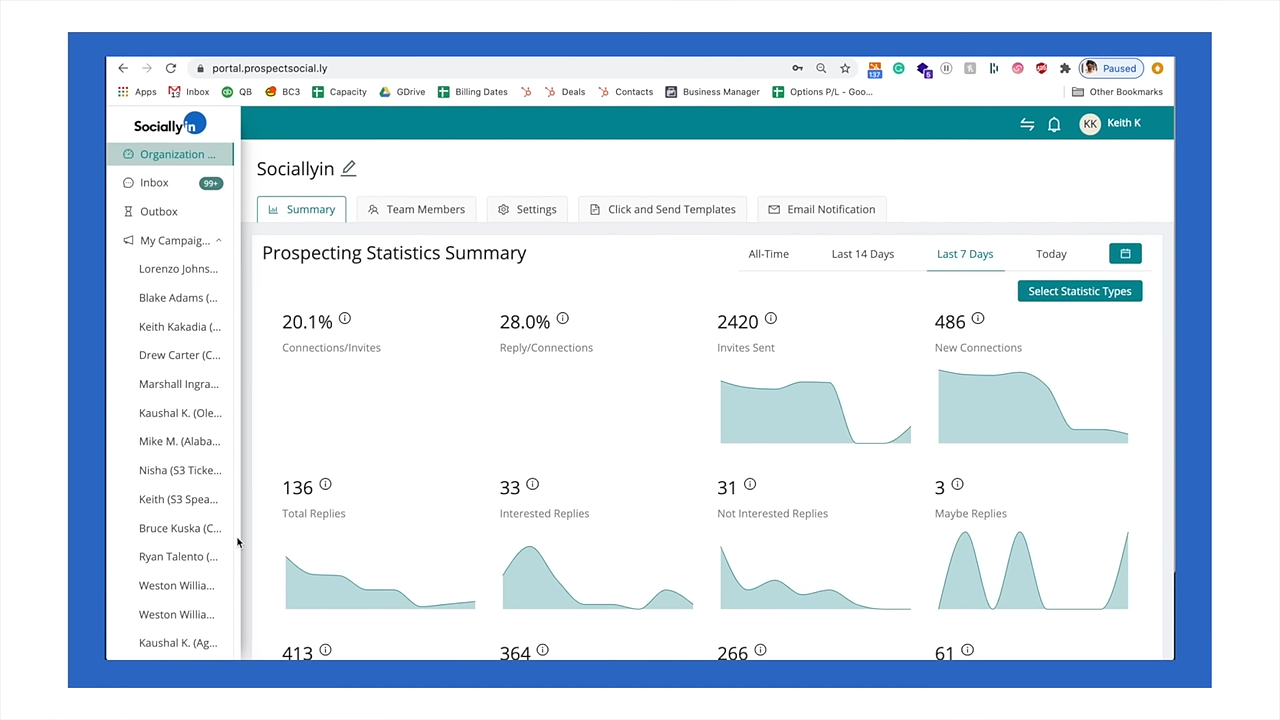 portal.prospectsocial.ly
137
5
Paused
Apps
Inbox
QB
BC3
Capacity
GDrive
Billing Dates
Deals
Contacts
Business Manager
Options P/L - Goo...
Other Bookmarks
Sociallyin
KK
Keith K
Organization ...
Inbox
99+
Outbox
My Campaig...
Lorenzo Johns...
Blake Adams (...
Keith Kakadia (...
Drew Carter (C...
Marshall Ingra...
Kaushal K. (Ole...
Mike M. (Alaba...
Nisha (S3 Ticke...
Keith (S3 Spea...
Bruce Kuska (C...
Ryan Talento (...
Weston Willia...
Weston Willia...
Kaushal K. (Ag...
Sociallyin
Summary
Team Members
Settings
Click and Send Templates
Email Notification
Prospecting Statistics Summary
All-Time
Last 14 Days
Last 7 Days
Today
Select Statistic Types
20.1%
Connections/Invites
28.0%
Reply/Connections
2420
Invites Sent
486
New Connections
136
Total Replies
33
Interested Replies
31
Not Interested Replies
3
Maybe Replies
413
364
266
61